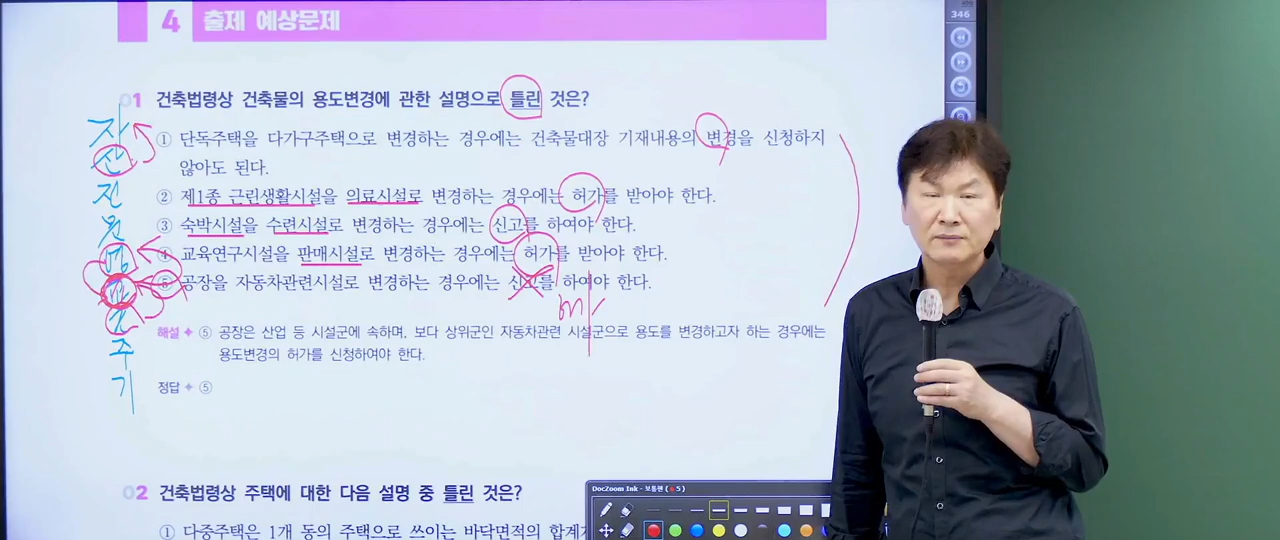 4 출제 예상문제
346
01 건축법령상 건축물의 용도변경에 관한 설명으로 틀린 것은?
① 단독주택을 다가구주택으로 변경하는 경우에는 건축물대장 기재내용의 변경을 신청하지
않아도 된다.
② 제1종 근린생활시설을 의료시설로 변경하는 경우에는 허가를 받아야 한다.
③ 숙박시설을 수련시설로 변경하는 경우에는 신고를 하여야 한다.
④ 교육연구시설을 판매시설로 변경하는 경우에는 허가를 받아야 한다.
⑤ 공장을 자동차관련시설로 변경하는 경우에는 신고를 하여야 한다.
해설 ✦ ⑤ 공장은 산업 등 시설군에 속하며, 보다 상위군인 자동차관련 시설군으로 용도를 변경하고자 하는 경우에는
용도변경의 허가를 신청하여야 한다.
정답 ✦ ⑤
자
산
전
문
영
주
기
02 건축법령상 주택에 대한 다음 설명 중 틀린 것은?
① 다중주택은 1개 동의 주택으로 쓰이는 바닥면적의 합계가
DocZoom Ink - 보통펜 ( 5 )